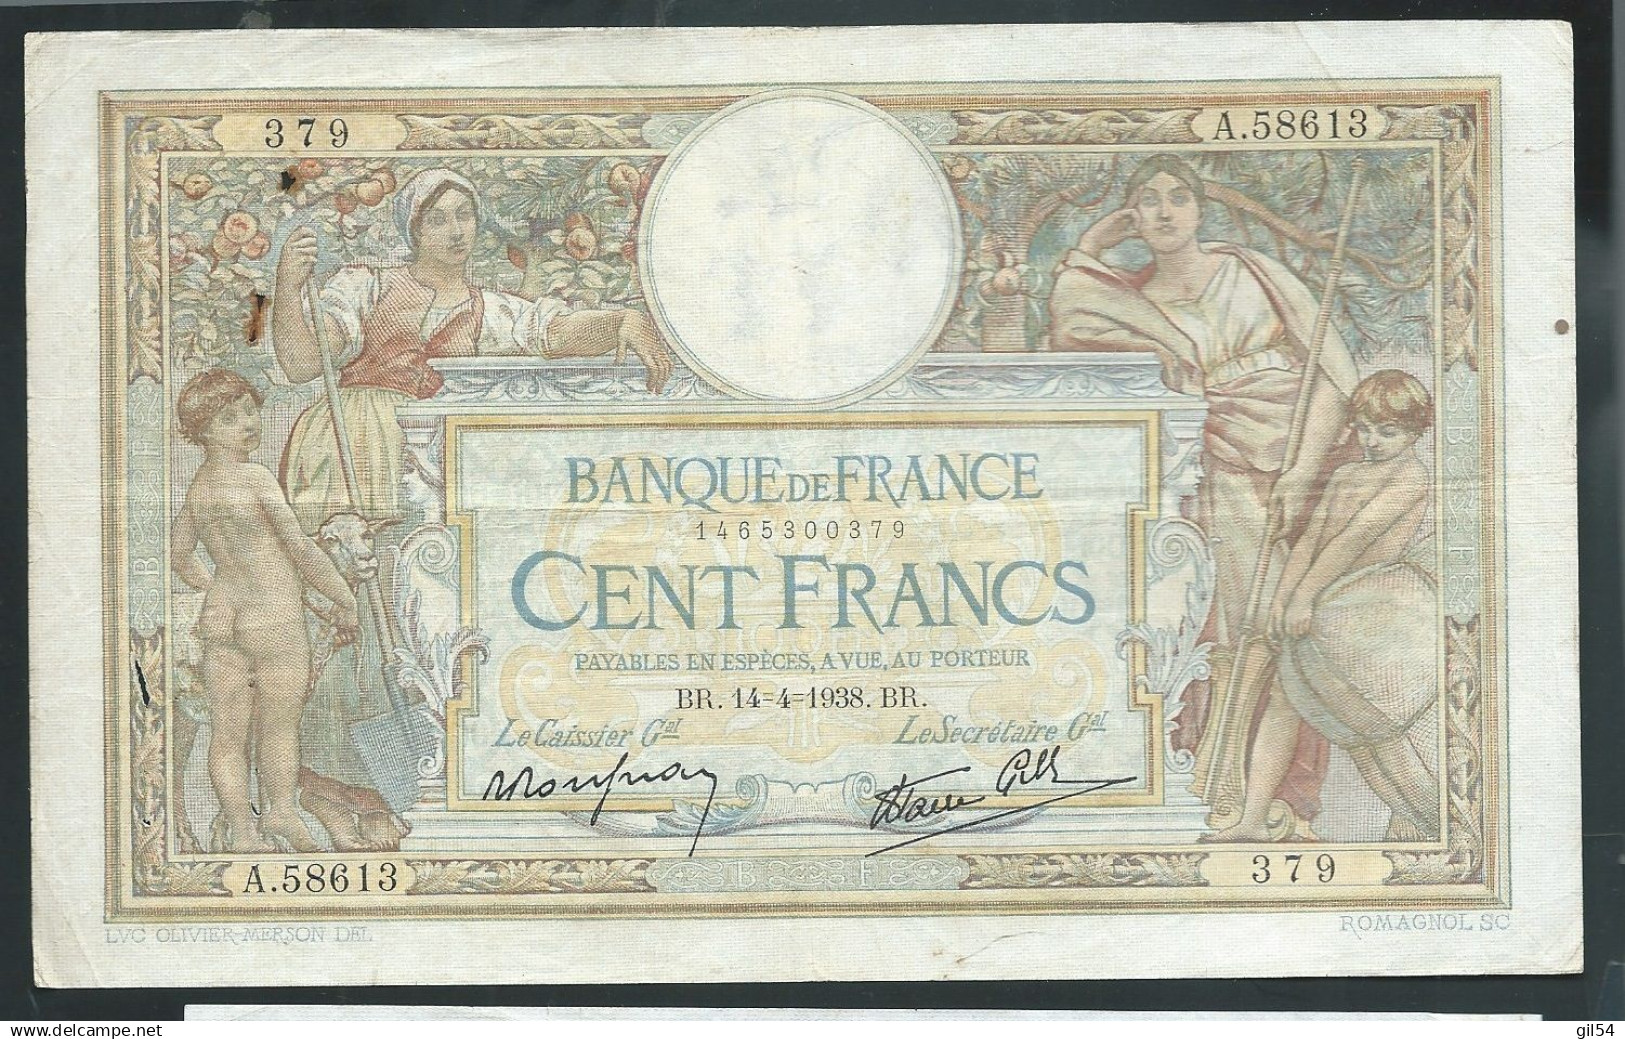 379
A.58613
BANQUE DE FRANCE
1465300379
CENT FRANCS
PAYABLES EN ESPÈCES, A VUE, AU PORTEUR
BR. 14=4=1938. BR.
Le Caissier Gal
Le Secrétaire Gal
B F
B F
A.58613
B F
379
LVC OLIVIER-MERSON DEL
ROMAGNOL SC
www.delcampe.net
gil54